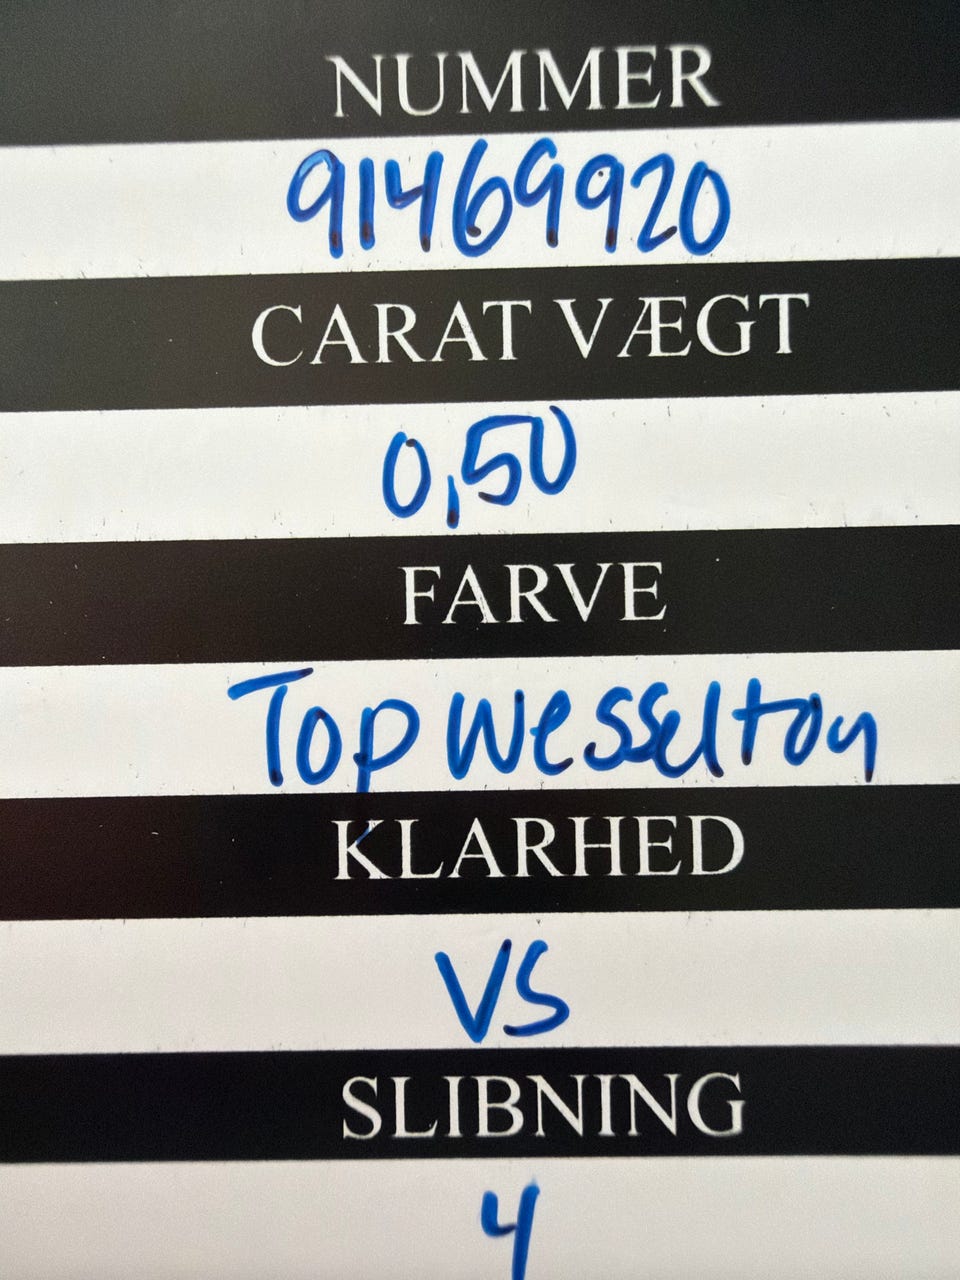 NUMMER
91469920
CARAT VÆGT
0,50
FARVE
Top Wesselton
KLARHED
VS
SLIBNING
4